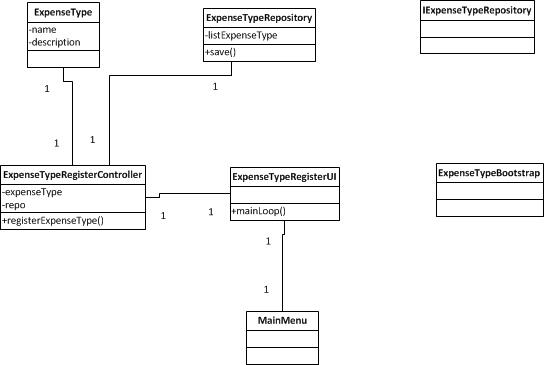 ExpenseType
-name
-description
ExpenseTypeRepository
-listExpenseType
+save()
IExpenseTypeRepository
1
1
1
1
ExpenseTypeRegisterController
-expenseType
-repo
+registerExpenseType()
1
1
ExpenseTypeRegisterUI
+mainLoop()
ExpenseTypeBootstrap
1
1
MainMenu